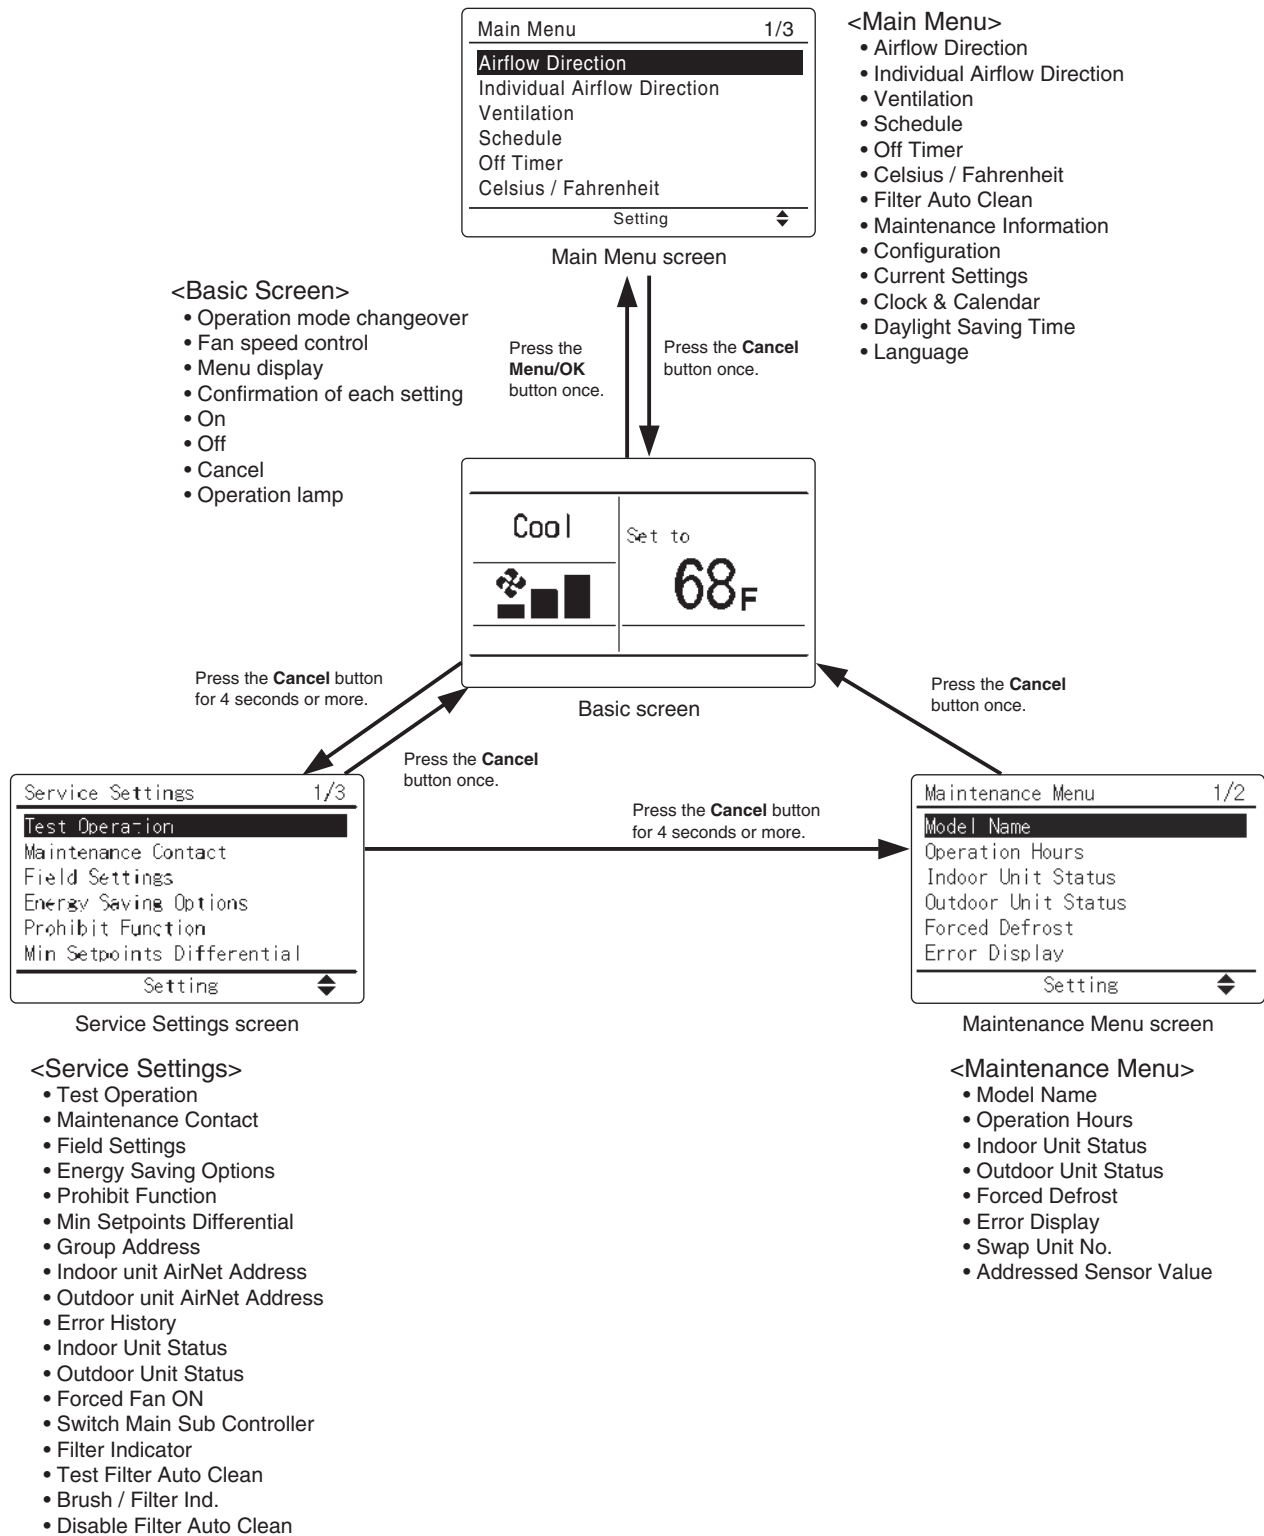 Main Menu 1/3
Airflow Direction
Individual Airflow Direction
Ventilation
Schedule
Off Timer
Celsius / Fahrenheit
Setting
Main Menu screen
<Main Menu>
• Airflow Direction
• Individual Airflow Direction
• Ventilation
• Schedule
• Off Timer
• Celsius / Fahrenheit
• Filter Auto Clean
• Maintenance Information
• Configuration
• Current Settings
• Clock & Calendar
• Daylight Saving Time
• Language
<Basic Screen>
• Operation mode changeover
• Fan speed control
• Menu display
• Confirmation of each setting
• On
• Off
• Cancel
• Operation lamp
Press the
Menu/OK
button once.
Press the Cancel
button once.
Cool
Set to
68F
Basic screen
Press the Cancel button
for 4 seconds or more.
Press the Cancel
button once.
Press the Cancel
button once.
Press the Cancel button
for 4 seconds or more.
Service Settings 1/3
Test Operation
Maintenance Contact
Field Settings
Energy Saving Options
Prohibit Function
Min Setpoints Differential
Setting
Service Settings screen
Maintenance Menu 1/2
Model Name
Operation Hours
Indoor Unit Status
Outdoor Unit Status
Forced Defrost
Error Display
Setting
Maintenance Menu screen
<Service Settings>
• Test Operation
• Maintenance Contact
• Field Settings
• Energy Saving Options
• Prohibit Function
• Min Setpoints Differential
• Group Address
• Indoor unit AirNet Address
• Outdoor unit AirNet Address
• Error History
• Indoor Unit Status
• Outdoor Unit Status
• Forced Fan ON
• Switch Main Sub Controller
• Filter Indicator
• Test Filter Auto Clean
• Brush / Filter Ind.
• Disable Filter Auto Clean
<Maintenance Menu>
• Model Name
• Operation Hours
• Indoor Unit Status
• Outdoor Unit Status
• Forced Defrost
• Error Display
• Swap Unit No.
• Addressed Sensor Value